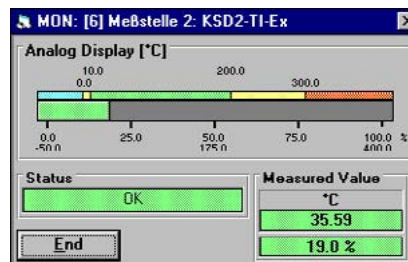 MON: [6] Meßstelle 2: KSD2-TI-Ex
Analog Display [°C]
10.0 200.0
0.0 300.0
0.0 25.0 50.0 75.0 100.0 %
-50.0 175.0 400.0
Status
OK
Measured Value
°C
35.59
19.0 %
End